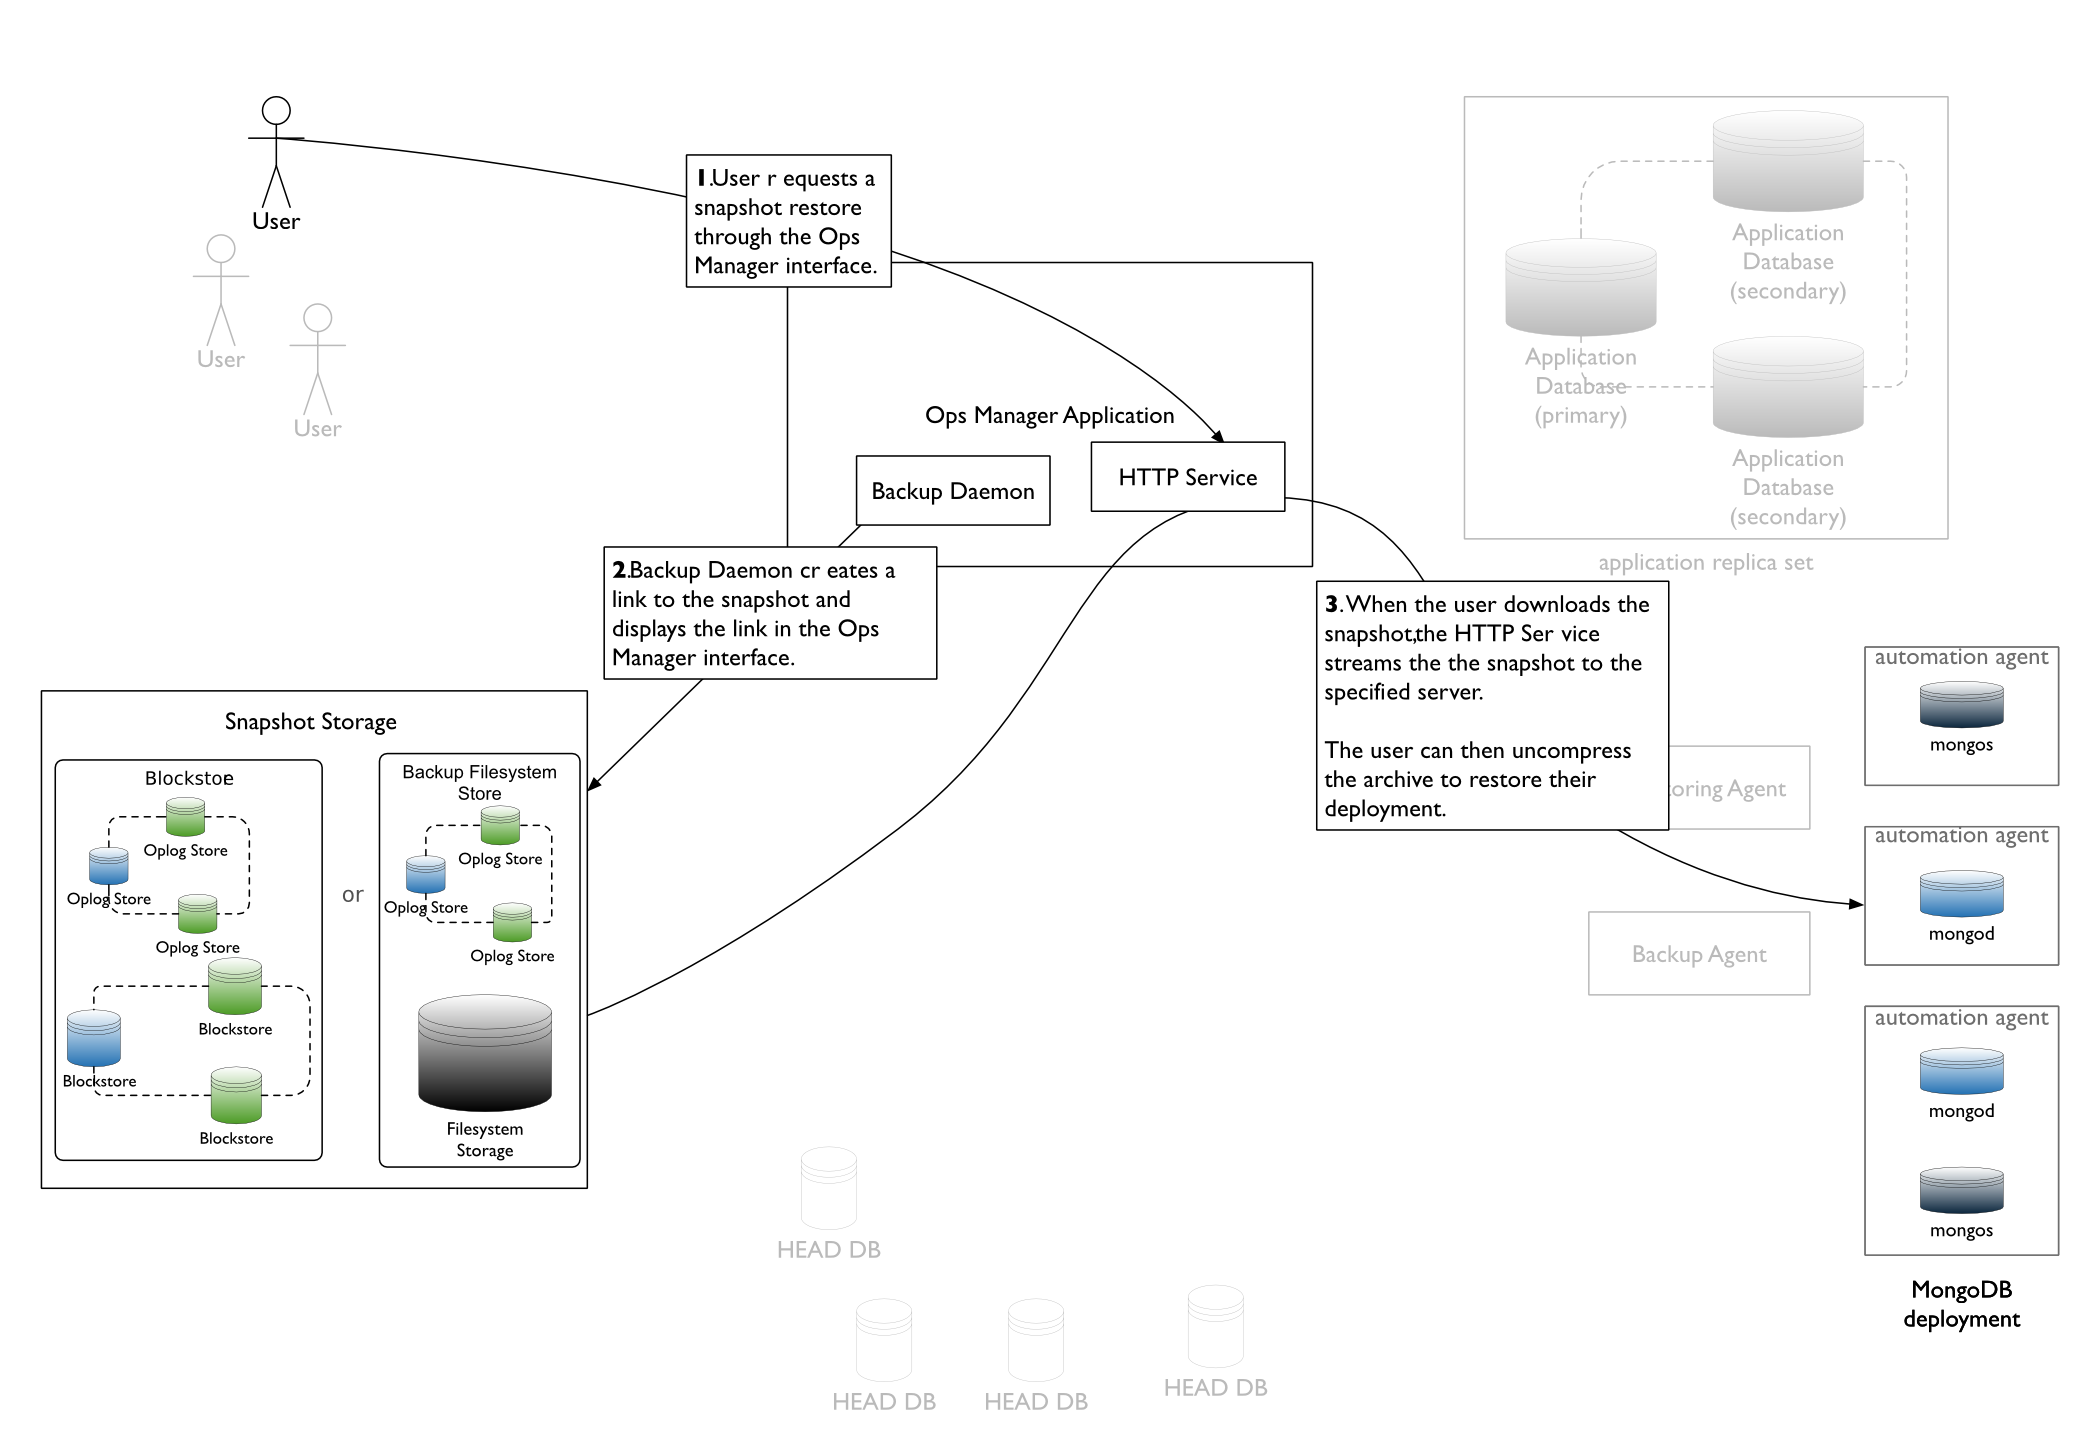 User
User
User
1.User r equests a
snapshot restore
through the Ops
Manager interface.
Ops Manager Application
Backup Daemon
HTTP Service
2.Backup Daemon cr eates a
link to the snapshot and
displays the link in the Ops
Manager interface.
Application
Database
(primary)
Application
Database
(secondary)
Application
Database
(secondary)
application replica set
3. When the user downloads the
snapshot,the HTTP Ser vice
streams the the snapshot to the
specified server.
The user can then uncompress
the archive to restore their
deployment.
toring Agent
Backup Agent
automation agent
mongos
automation agent
mongod
automation agent
mongod
mongos
MongoDB
deployment
Snapshot Storage
Blockstore
Oplog Store
Oplog Store
Oplog Store
Blockstore
Blockstore
Blockstore
or
Backup Filesystem
Store
Oplog Store
Oplog Store
Oplog Store
Filesystem
Storage
HEAD DB
HEAD DB
HEAD DB
HEAD DB